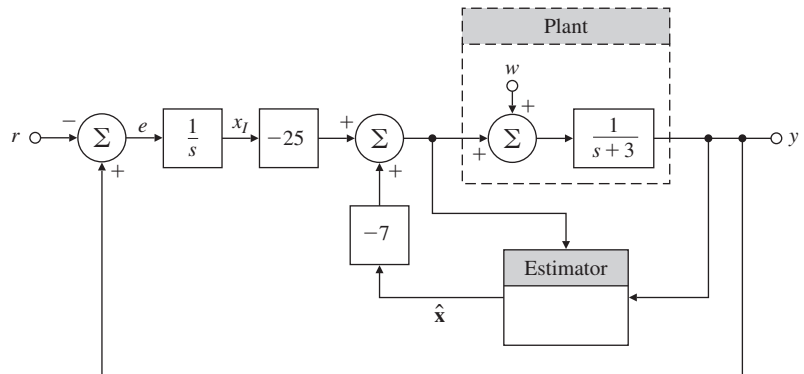 Plant
w
+
r
−
Σ
+
e
1
s
x_I
−25
+
Σ
+
+
Σ
1
s + 3
y
−7
Estimator
x̂